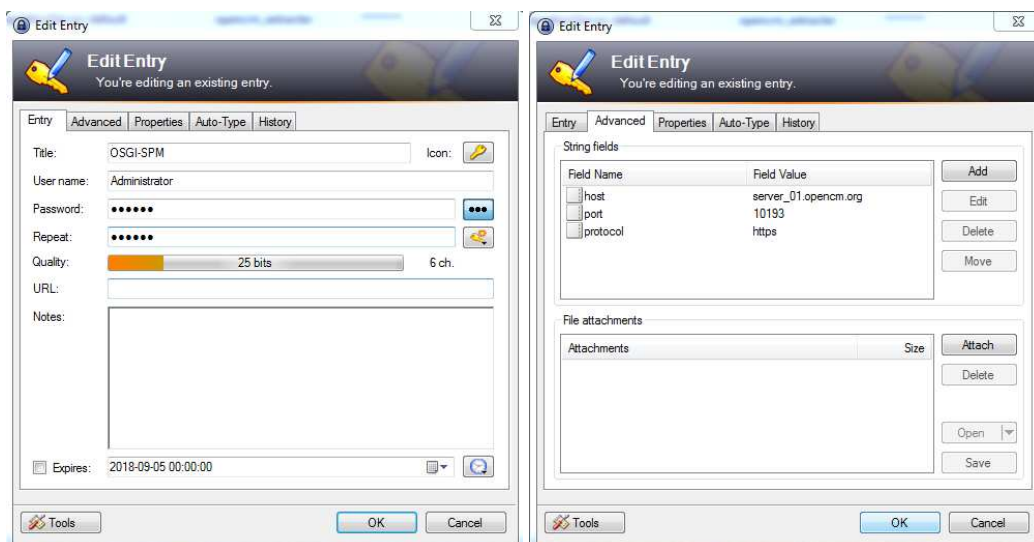 Edit Entry
Edit Entry
You're editing an existing entry.
Entry Advanced Properties Auto-Type History
Title: OSGI-SPM Icon:
User name: Administrator
Password: ●●●●●● ●●●
Repeat: ●●●●●●
Quality: 25 bits 6 ch.
URL:
Notes:
Expires: 2018-09-05 00:00:00
Tools OK Cancel
Edit Entry
Edit Entry
You're editing an existing entry.
Entry Advanced Properties Auto-Type History
String fields
Field Name Field Value Add
host server_01.opencm.org
port 10193 Edit
protocol https Delete
Move
File attachments
Attachments Size Attach
Delete
Open
Save
Tools OK Cancel